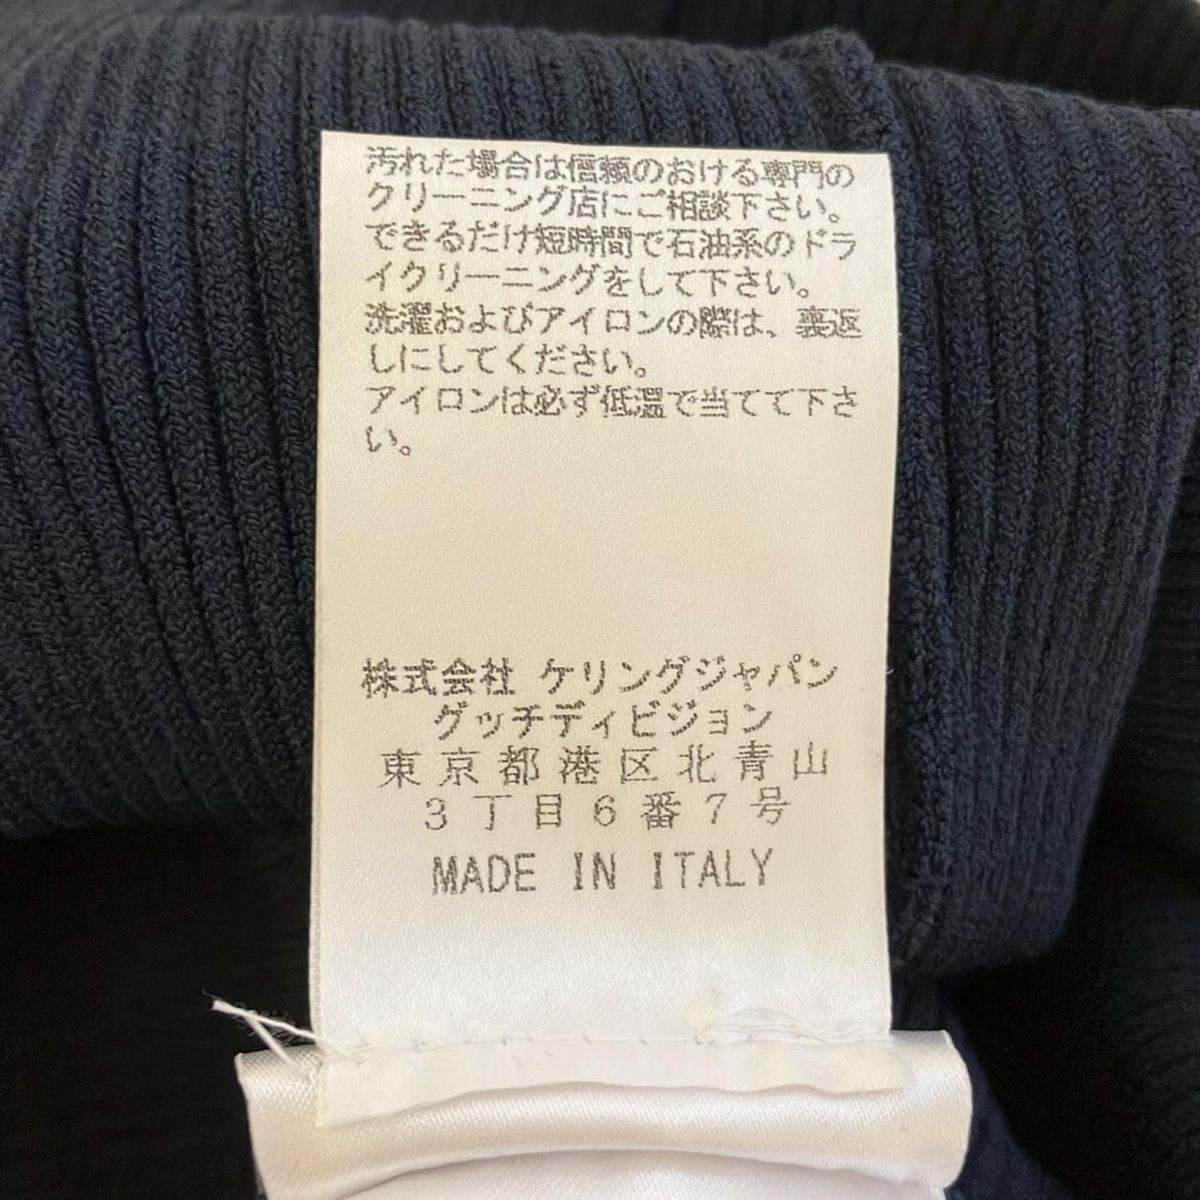 汚れた場合は信頼のおける専門の
クリーニング店にご相談下さい。
できるだけ短時間で石油系のドラ
イクリーニングをして下さい。
洗濯およびアイロンの際は、裏返
しにしてください。
アイロンは必ず低温で当てて下さ
い。
株式会社 ケリングジャパン
グッチディビジョン
東京都港区北青山
3丁目6番7号
MADE IN ITALY